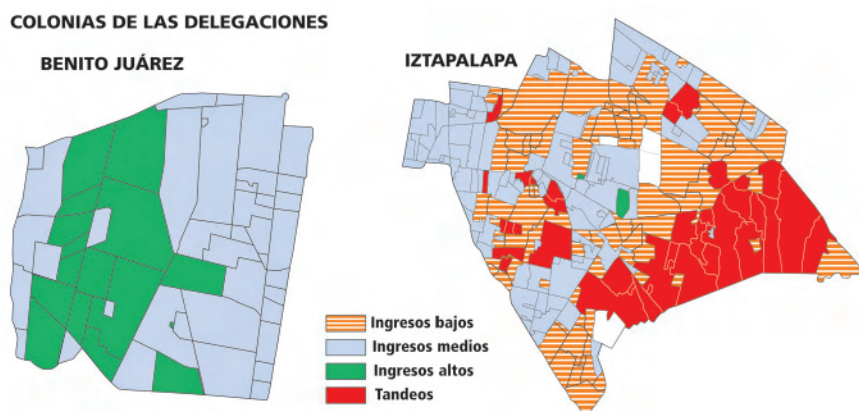 COLONIAS DE LAS DELEGACIONES
BENITO JUÁREZ
IZTAPALAPA
Ingresos bajos
Ingresos medios
Ingresos altos
Tandeos